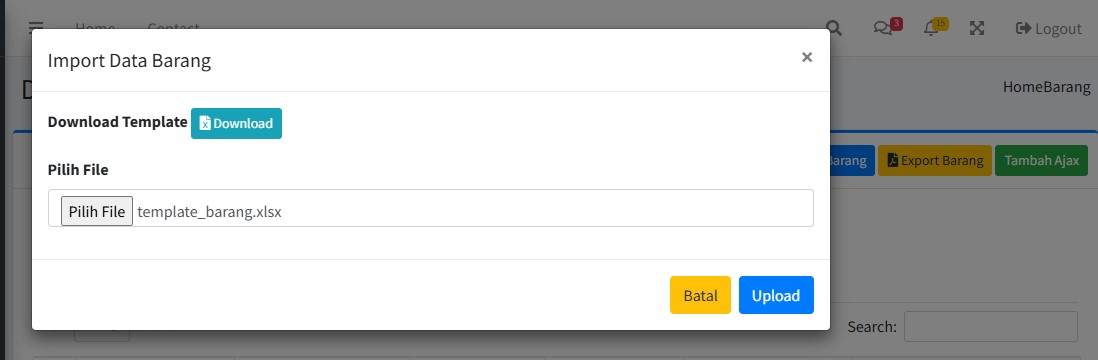 Home Contact
3
15
Logout
Import Data Barang
×
HomeBarang
Download Template Download
Barang
Export Barang
Tambah Ajax
Pilih File
Pilih File template_barang.xlsx
Batal
Upload
Search: